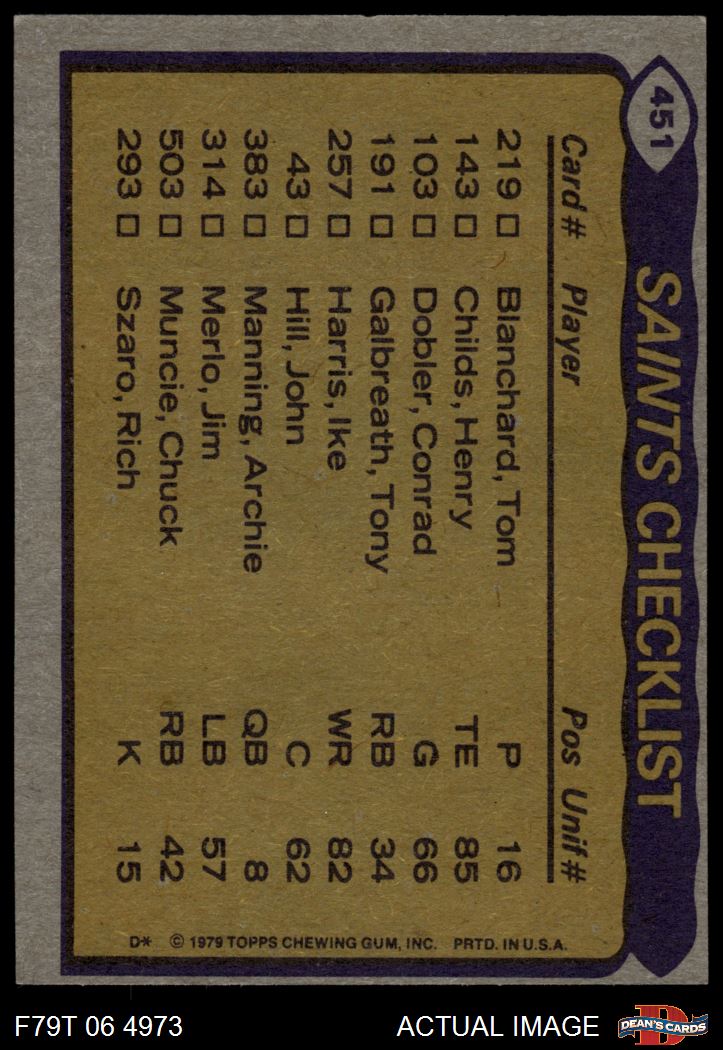 451
SAINTS CHECKLIST
Card # Player Pos Unif #
219 □ Blanchard, Tom P 16
143 □ Childs, Henry TE 85
103 □ Dobler, Conrad G 66
191 □ Galbreath, Tony RB 34
257 □ Harris, Ike WR 82
43 □ Hill, John C 62
383 □ Manning, Archie QB 8
314 □ Merlo, Jim LB 57
503 □ Muncie, Chuck RB 42
293 □ Szaro, Rich K 15
D* © 1979 TOPPS CHEWING GUM, INC. PRTD. IN U.S.A.
F79T 06 4973 ACTUAL IMAGE
D
DEAN'S CARDS